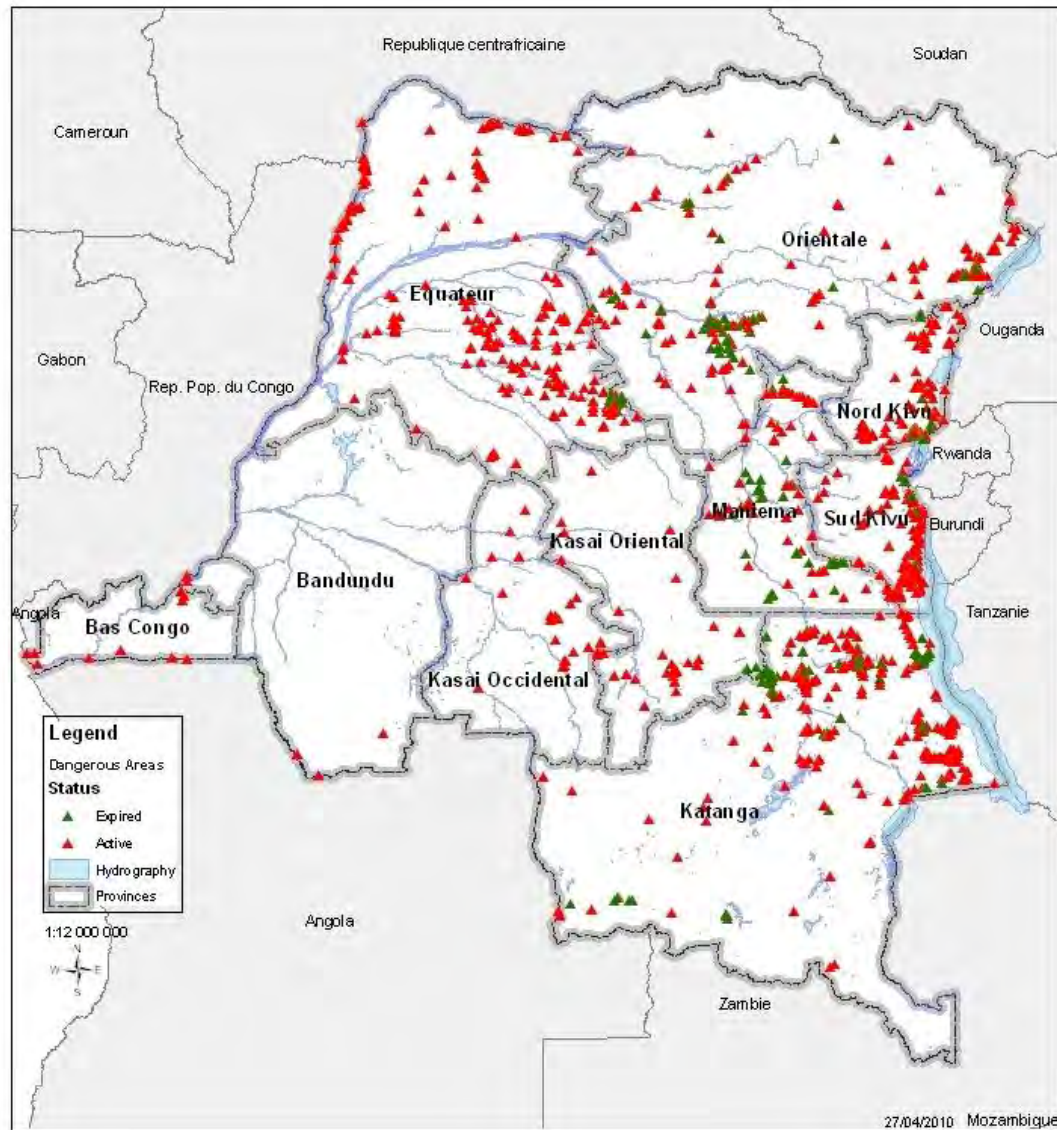 Republique centrafricaine
Soudan
Cameroun
Orientale
Equateur
Ouganda
Gabon
Rep. Pop. du Congo
Nord Kivu
Rwanda
Maniema
Sud Kivu
Burundi
Kasai Oriental
Bandundu
Angola
Tanzanie
Bas Congo
Kasai Occidental
Legend
Dangerous Areas
Status
Expired
Active
Hydrography
Provinces
Katanga
1:12 000 000
N
W E
S
Angola
Zambie
27/04/2010 Mozambique